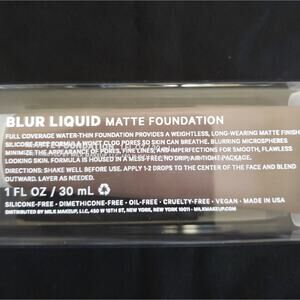 BLUR LIQUID MATTE FOUNDATION
FULL COVERAGE WATER-THIN FOUNDATION PROVIDES A WEIGHTLESS, LONG-WEARING MATTE FINISH
SILICONE-FREE FORMULA WONT CLOG PORES SO SKIN CAN BREATHE. BLURRING MICROSPHERES
MINIMIZE THE APPEARANCE OF PORES, FINE LINES, AND IMPERFECTIONS FOR SMOOTH, FLAWLESS
LOOKING SKIN. FORMULA IS HOUSED IN A MESS-FREE, NO DRIP, AIRTIGHT PACKAGE.
DIRECTIONS: SHAKE WELL BEFORE USE. APPLY 1-2 DROPS TO THE CENTER OF THE FACE AND BLEND
OUTWARD. LAYER AS NEEDED.
1 FL OZ / 30 mL
SILICONE-FREE - DIMETHICONE-FREE - OIL-FREE - CRUELTY-FREE - VEGAN - MADE IN USA
DISTRIBUTED BY MILK MAKEUP, LLC, 450 W 15TH ST, NEW YORK, NEW YORK 10011 - MILKMAKEUP.COM